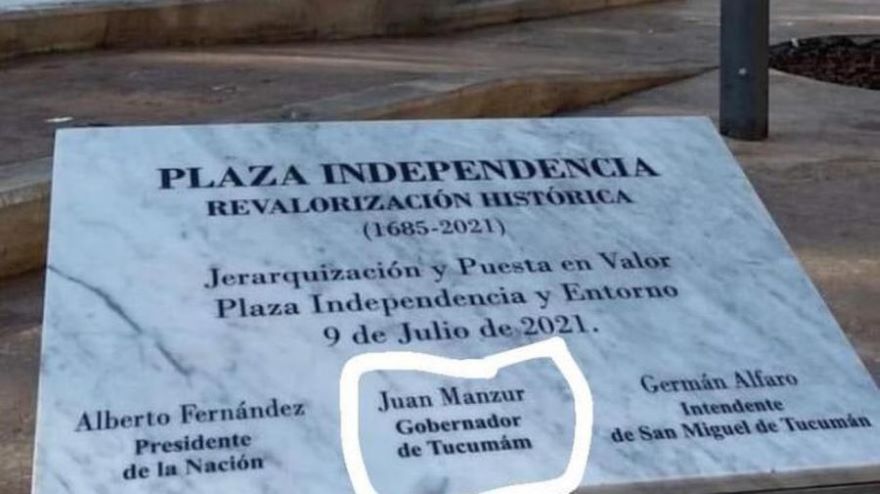 PLAZA INDEPENDENCIA
REVALORIZACIÓN HISTÓRICA
(1685-2021)
Jerarquización y Puesta en Valor
Plaza Independencia y Entorno
9 de Julio de 2021.
Alberto Fernández
Presidente
de la Nación
Juan Manzur
Gobernador
de Tucumám
Germán Alfaro
Intendente
de San Miguel de Tucumán